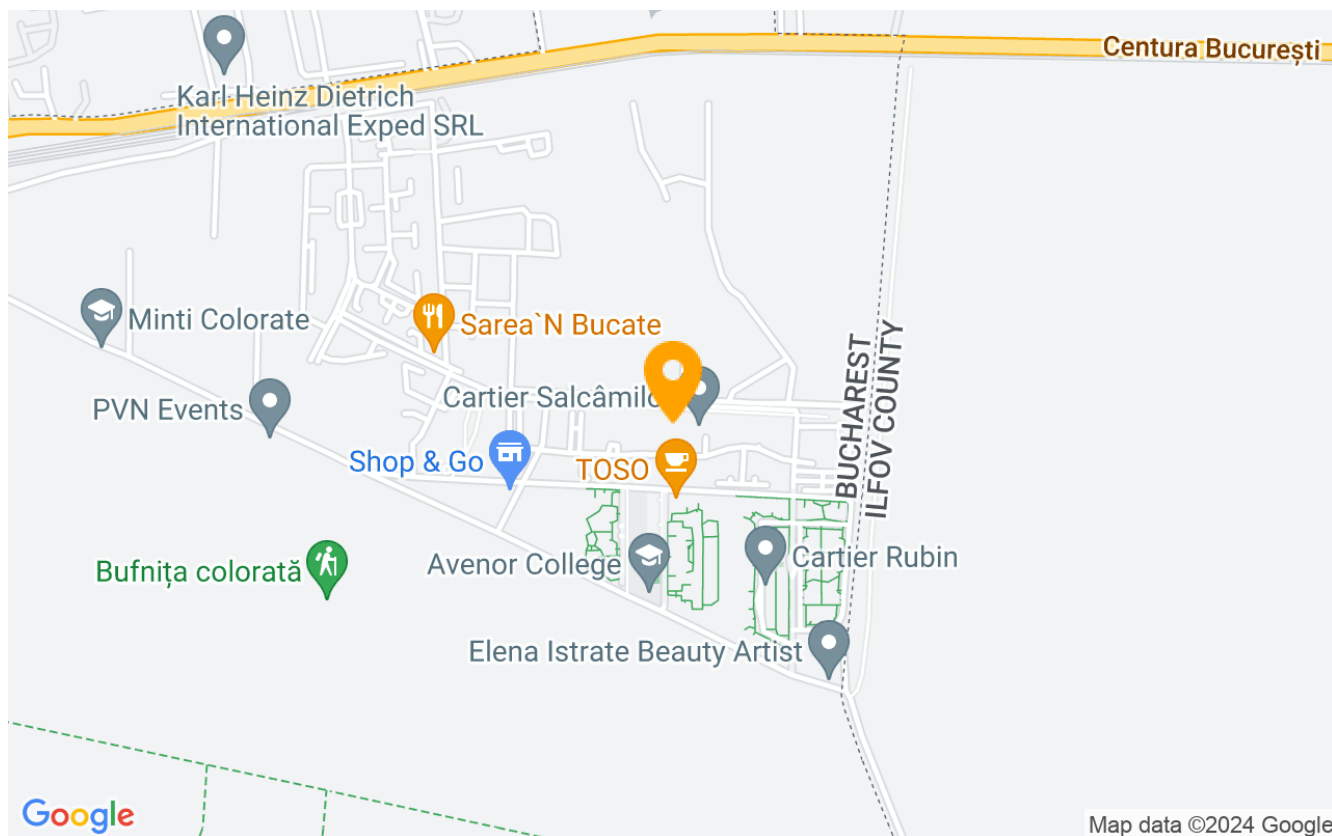 Centura București
Karl Heinz Dietrich
International Exped SRL
Minti Colorate
Sarea`N Bucate
BUCHAREST
ILFOV COUNTY
Cartier Salcâmilo
PVN Events
Shop & Go
TOSO
Avenor College
Cartier Rubin
Bufnița colorată
Elena Istrate Beauty Artist
Google
Map data ©2024 Google